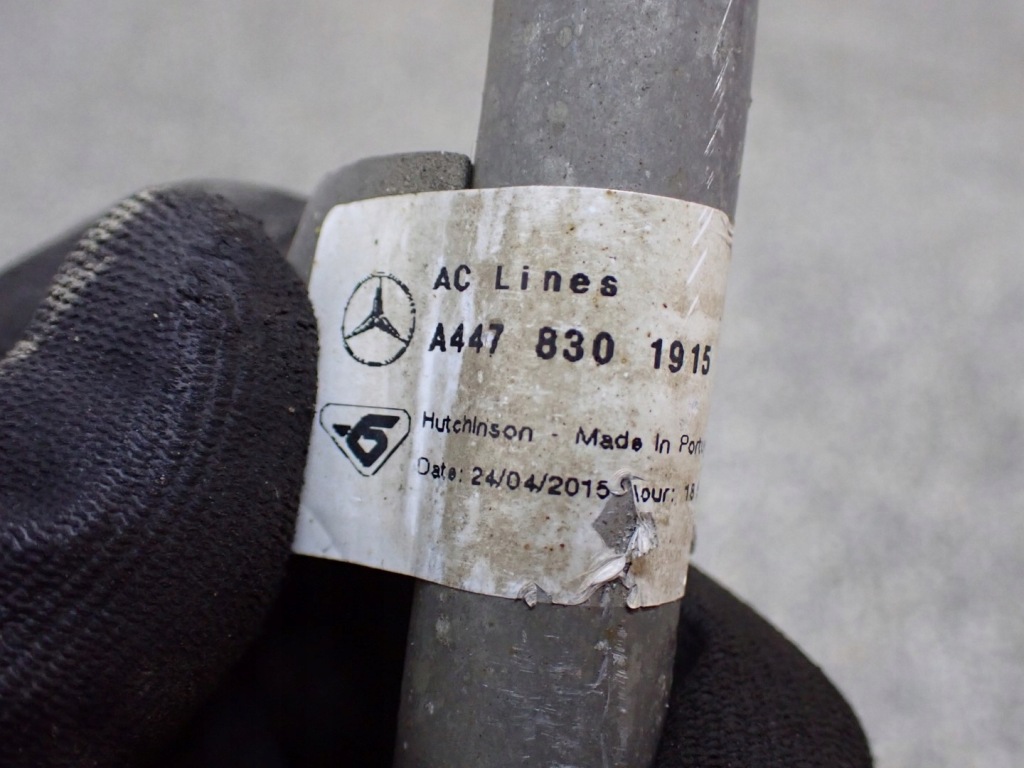 AC Lines
A447 830 1915
Hutchinson - Made In
Date: 24/04/2015